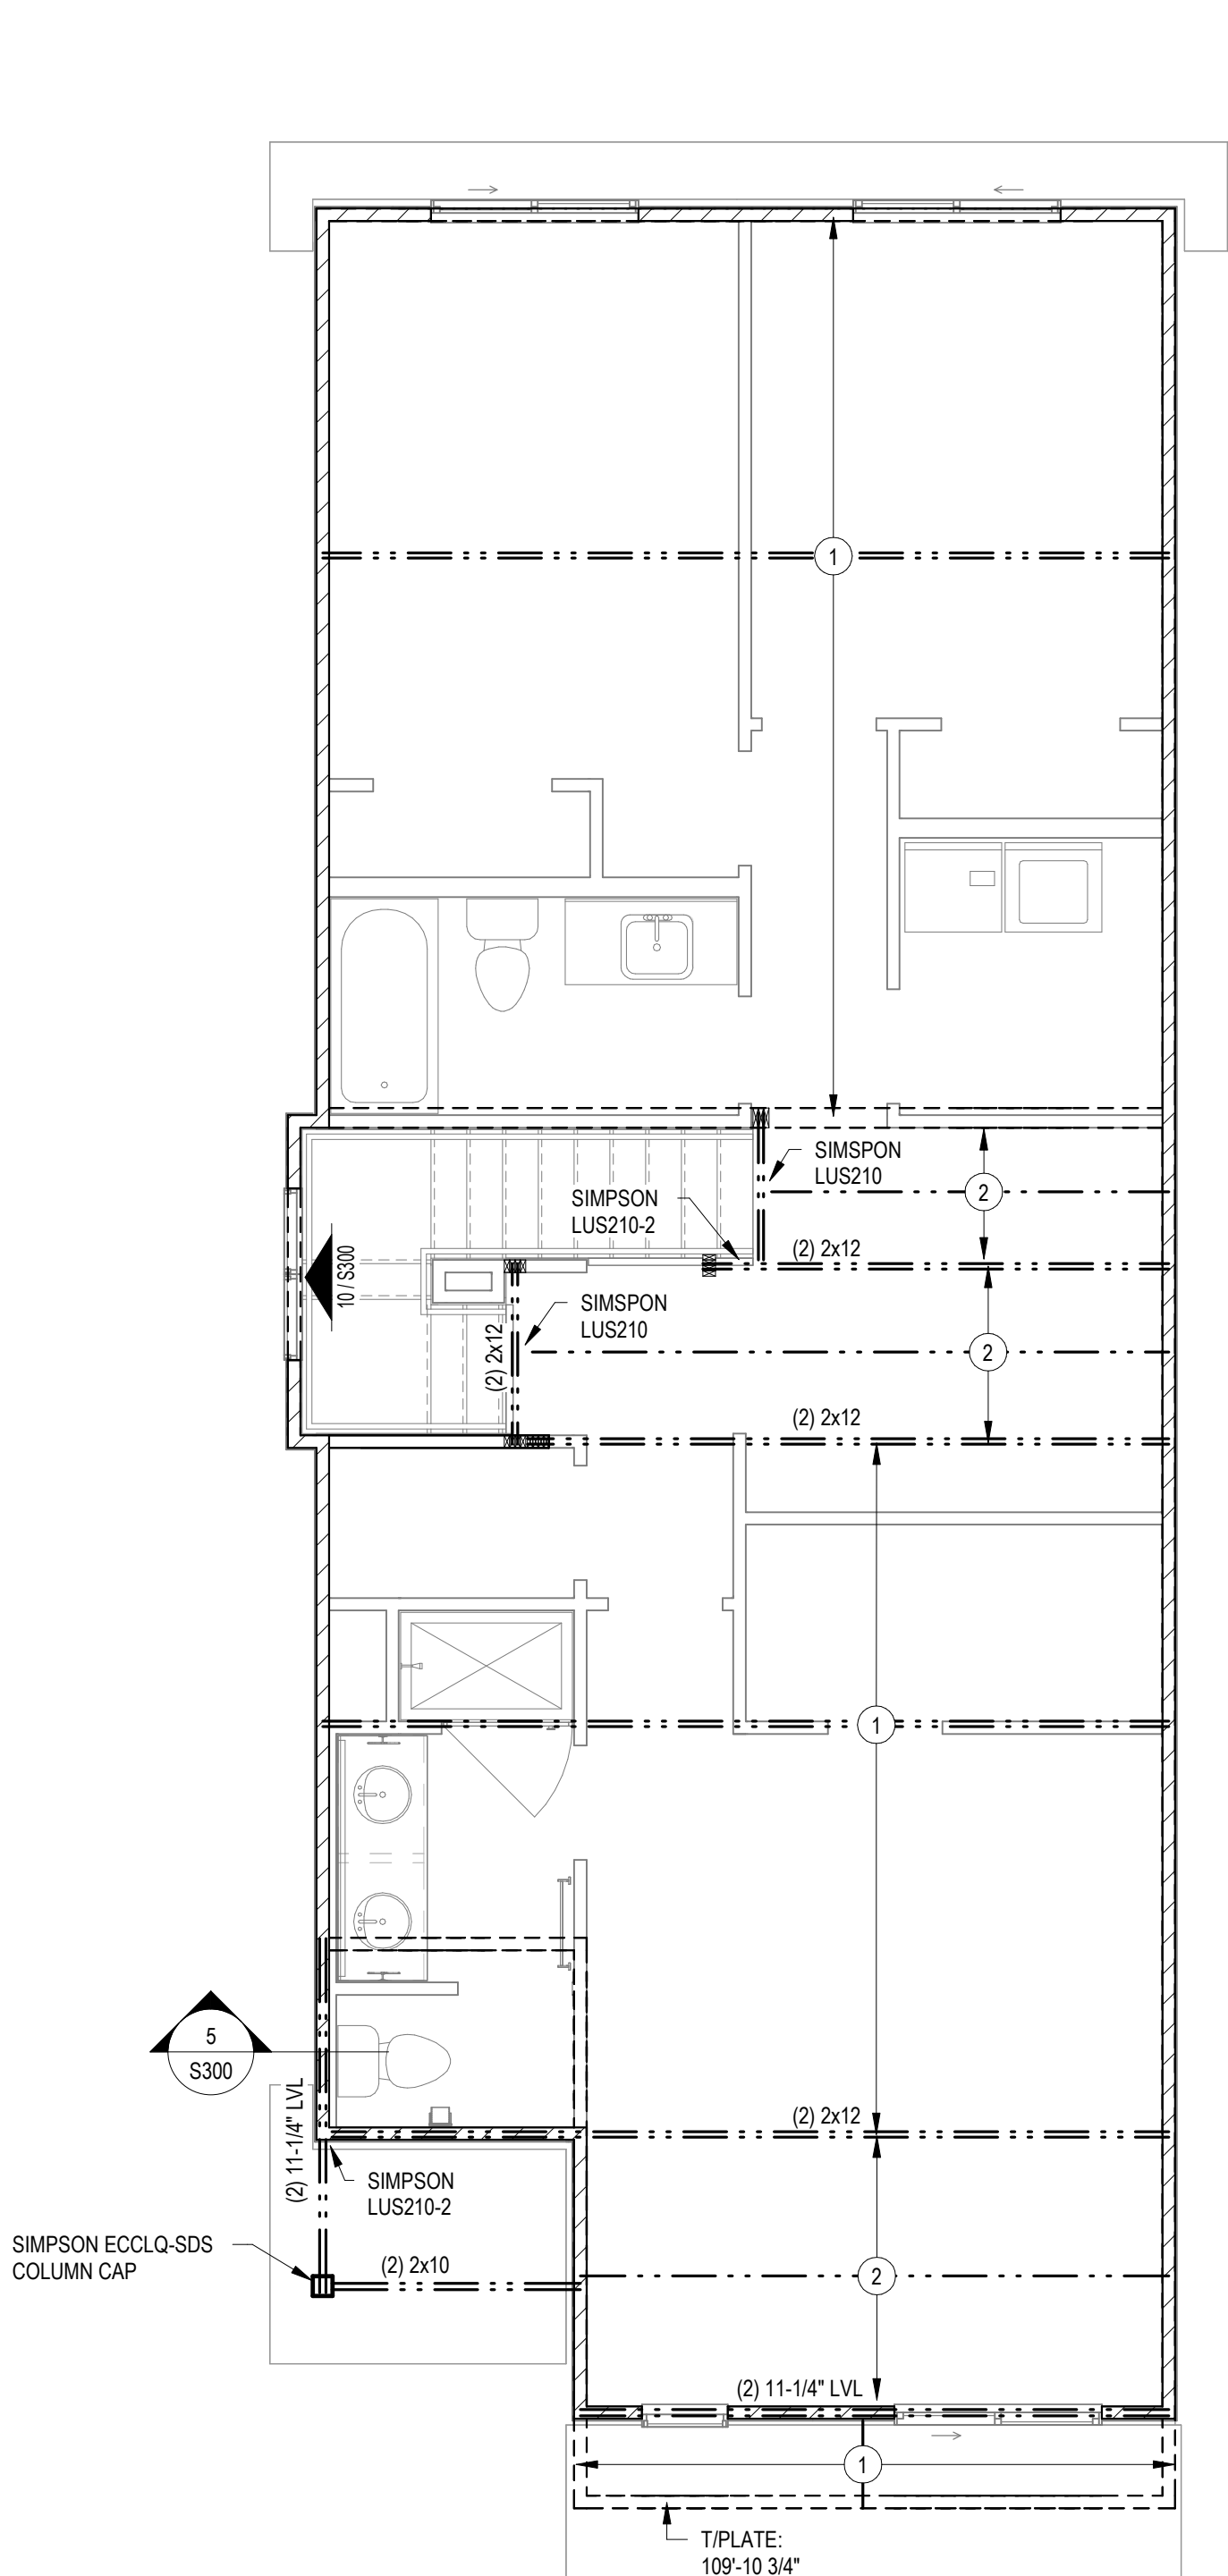 1
SIMSPON
LUS210
2
SIMPSON
LUS210-2
(2) 2x12
10 / S300
SIMSPON
LUS210
(2) 2x12
2
(2) 2x12
1
5
S300
(2) 11-1/4" LVL
(2) 2x12
SIMPSON
LUS210-2
SIMPSON ECCLQ-SDS
COLUMN CAP
(2) 2x10
2
(2) 11-1/4" LVL
1
T/PLATE:
109'-10 3/4"